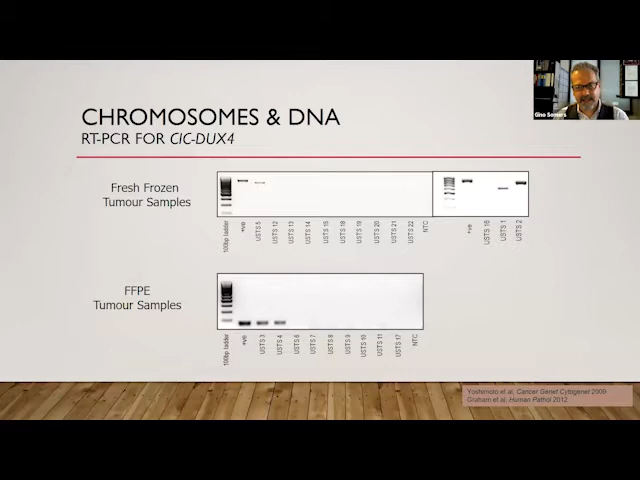 Gino Somers
CHROMOSOMES & DNA
RT-PCR FOR CIC-DUX4
Fresh Frozen
Tumour Samples
100bp ladder
+ve
USTS 5
USTS 12
USTS 13
USTS 14
USTS 15
USTS 18
USTS 19
USTS 20
USTS 21
USTS 22
NTC
+ve
USTS 16
USTS 1
USTS 2
FFPE
Tumour Samples
100bp ladder
+ve
USTS 3
USTS 4
USTS 6
USTS 7
USTS 8
USTS 9
USTS 10
USTS 11
USTS 17
NTC
Yoshimoto et al, Cancer Genet Cytogenet 2009
Graham et al, Human Pathol 2012